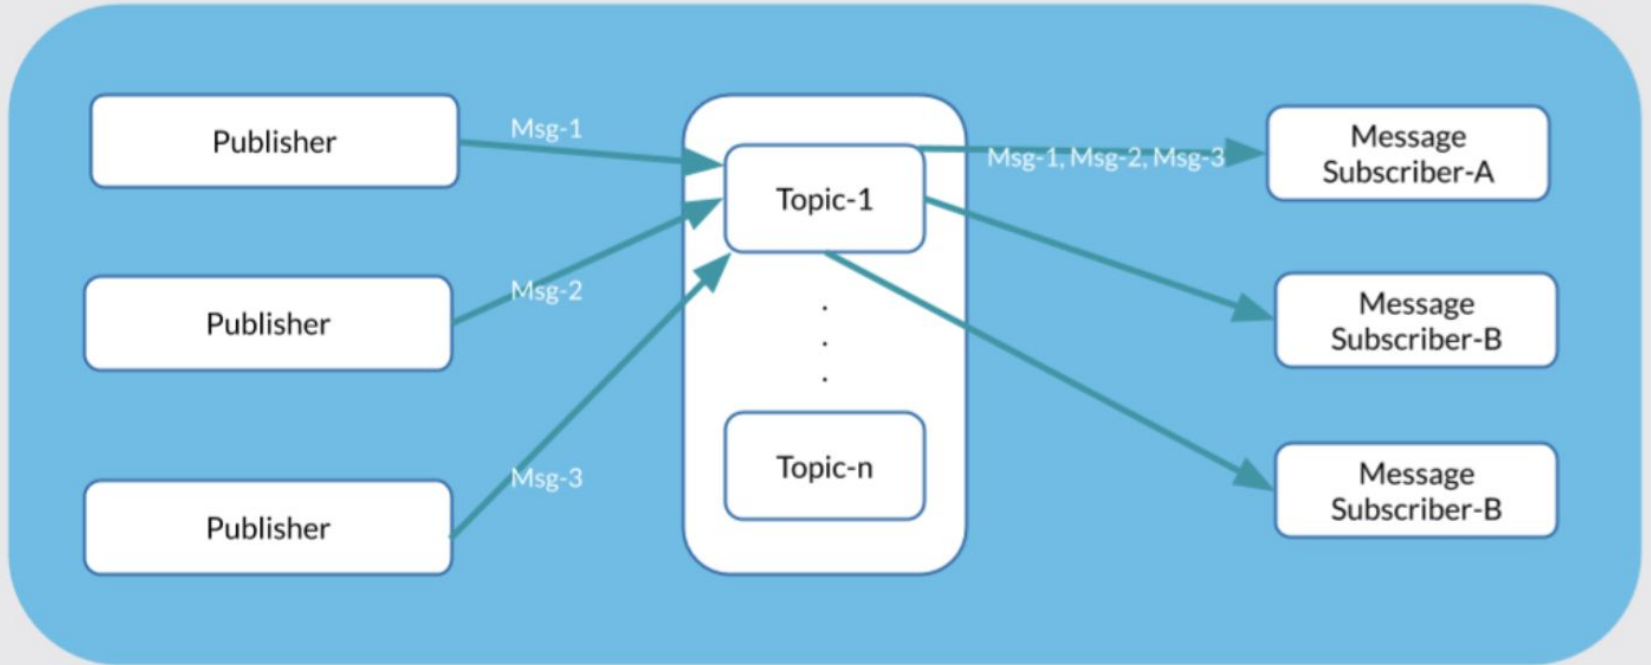 Publisher
Msg-1
Topic-1
Msg-1, Msg-2, Msg-3
Message
Subscriber-A
Publisher
Msg-2
Message
Subscriber-B
.
.
.
Publisher
Msg-3
Topic-n
Message
Subscriber-B